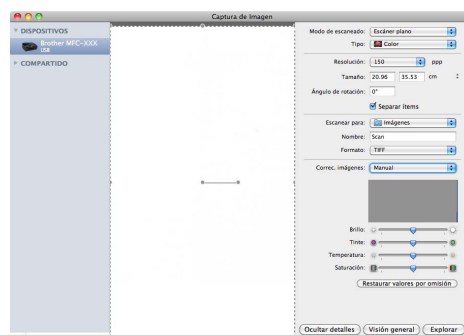 Captura de Imagen
DISPOSITIVOS
Brother MFC-XXX
USB
COMPARTIDO
Modo de escaneado: Escáner plano
Tipo: Color
Resolución: 150 ppp
Tamaño: 20.96 35.53 cm
Ángulo de rotación: 0°
Separar ítems
Escanear para: Imágenes
Nombre: Scan
Formato: TIFF
Correc. imágenes: Manual
Brillo:
Tinte:
Temperatura:
Saturación:
Restaurar valores por omisión
Ocultar detalles Visión general Explorar